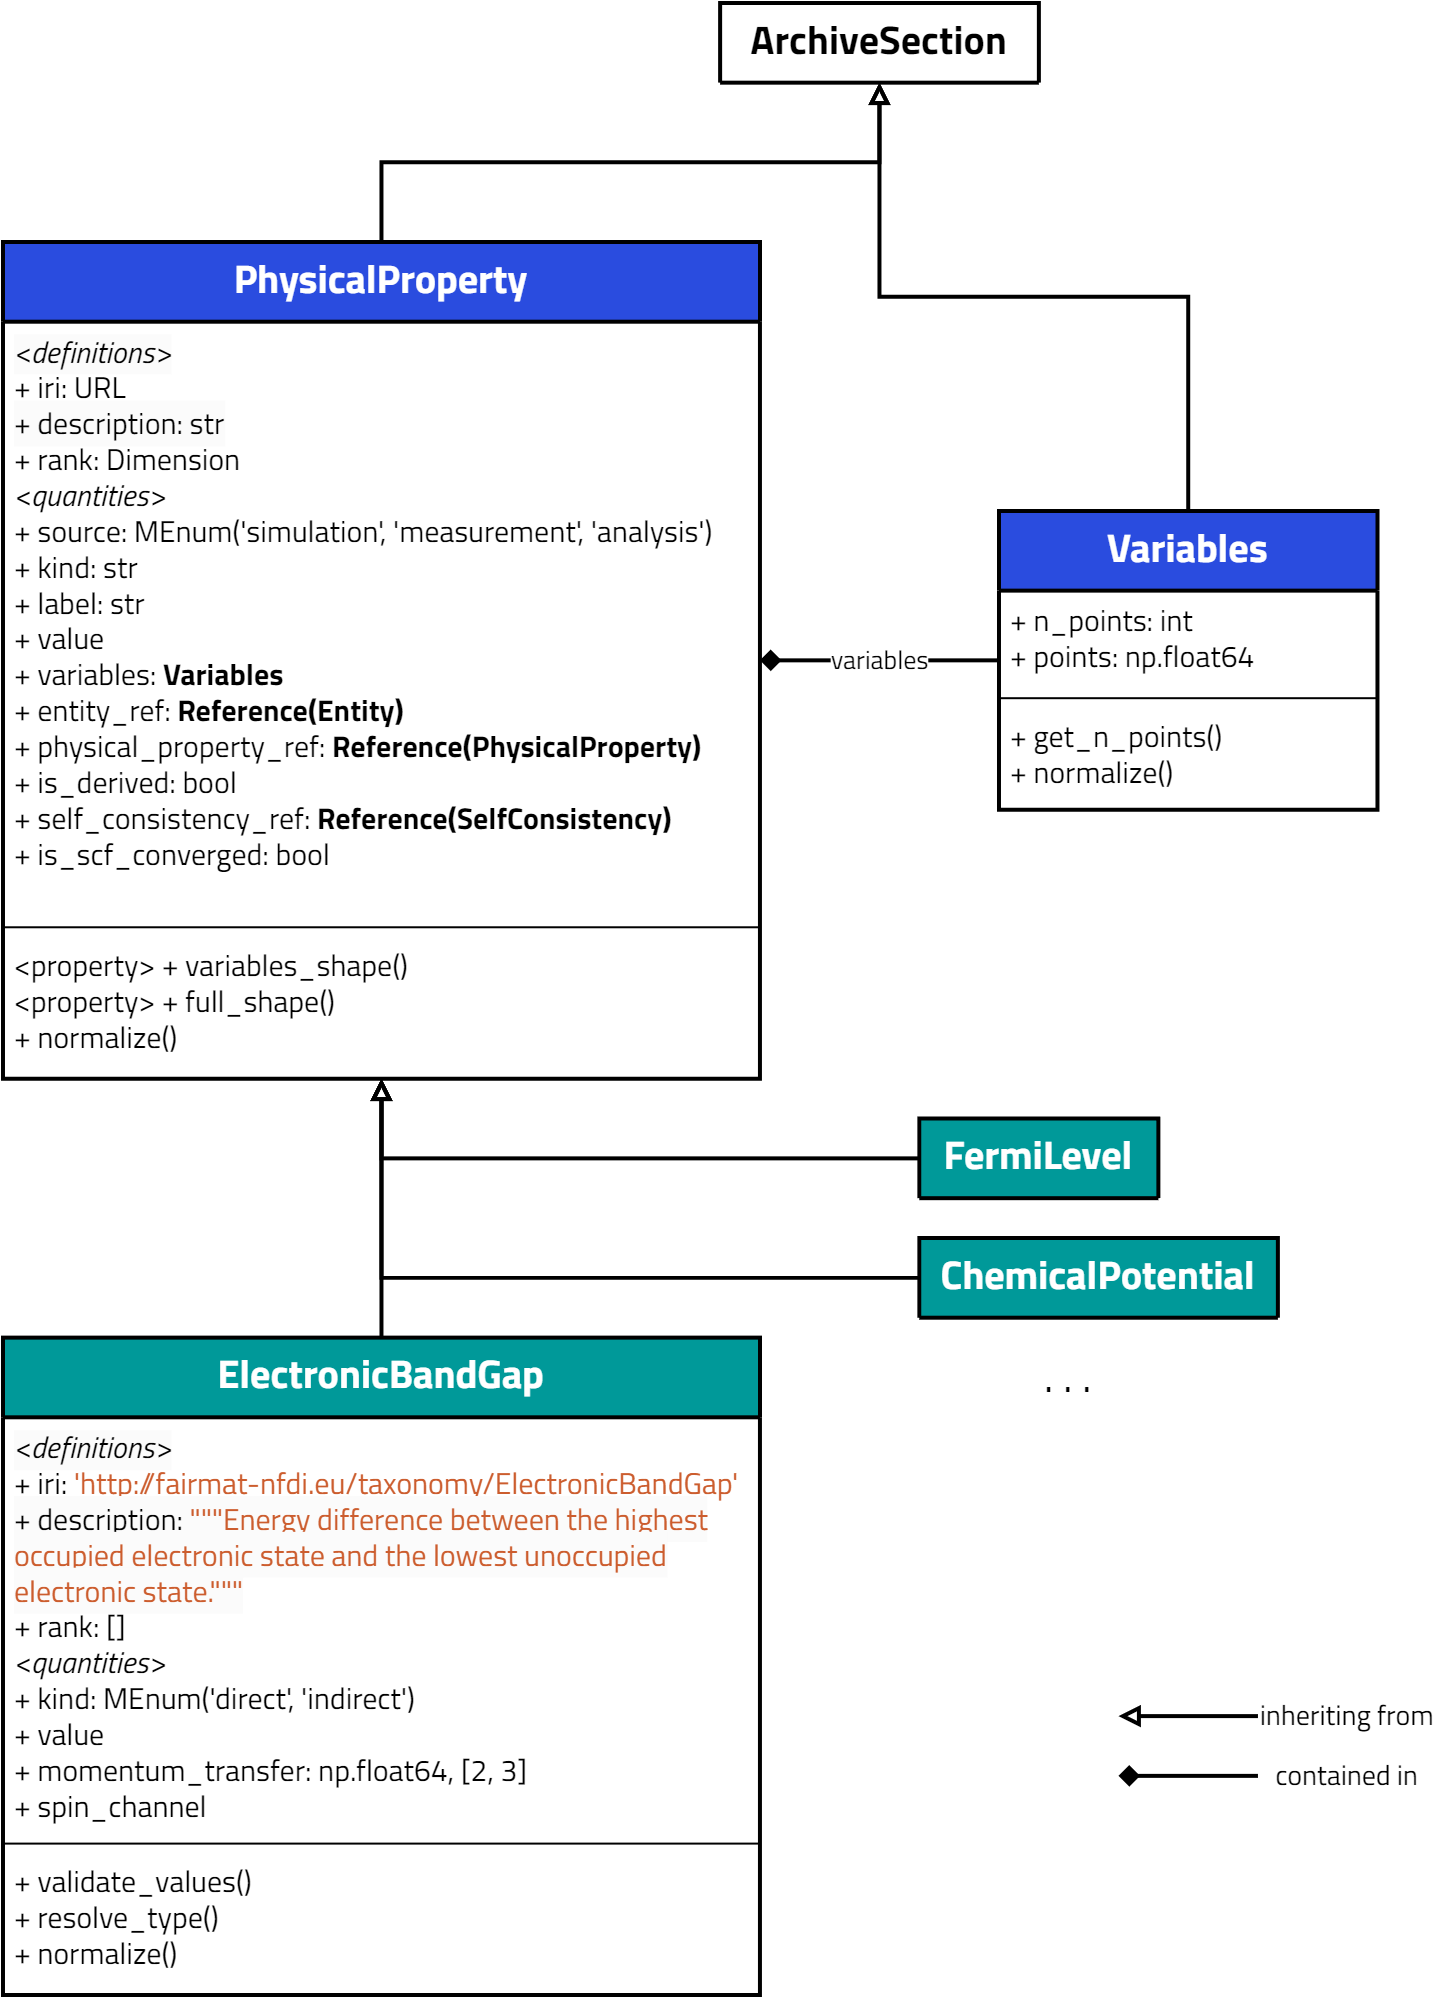 ArchiveSection
PhysicalProperty
<definitions>
+ iri: URL
+ description: str
+ rank: Dimension
<quantities>
+ source: MEnum('simulation', 'measurement', 'analysis')
+ kind: str
+ label: str
+ value
+ variables: Variables
+ entity_ref: Reference(Entity)
+ physical_property_ref: Reference(PhysicalProperty)
+ is_derived: bool
+ self_consistency_ref: Reference(SelfConsistency)
+ is_scf_converged: bool
<property> + variables_shape()
<property> + full_shape()
+ normalize()
variables
Variables
+ n_points: int
+ points: np.float64
+ get_n_points()
+ normalize()
FermiLevel
ChemicalPotential
. . .
ElectronicBandGap
<definitions>
+ iri: 'http://fairmat-nfdi.eu/taxonomy/ElectronicBandGap'
+ description: """Energy difference between the highest
occupied electronic state and the lowest unoccupied
electronic state."""
+ rank: []
<quantities>
+ kind: MEnum('direct', 'indirect')
+ value
+ momentum_transfer: np.float64, [2, 3]
+ spin_channel
+ validate_values()
+ resolve_type()
+ normalize()
inheriting from
contained in